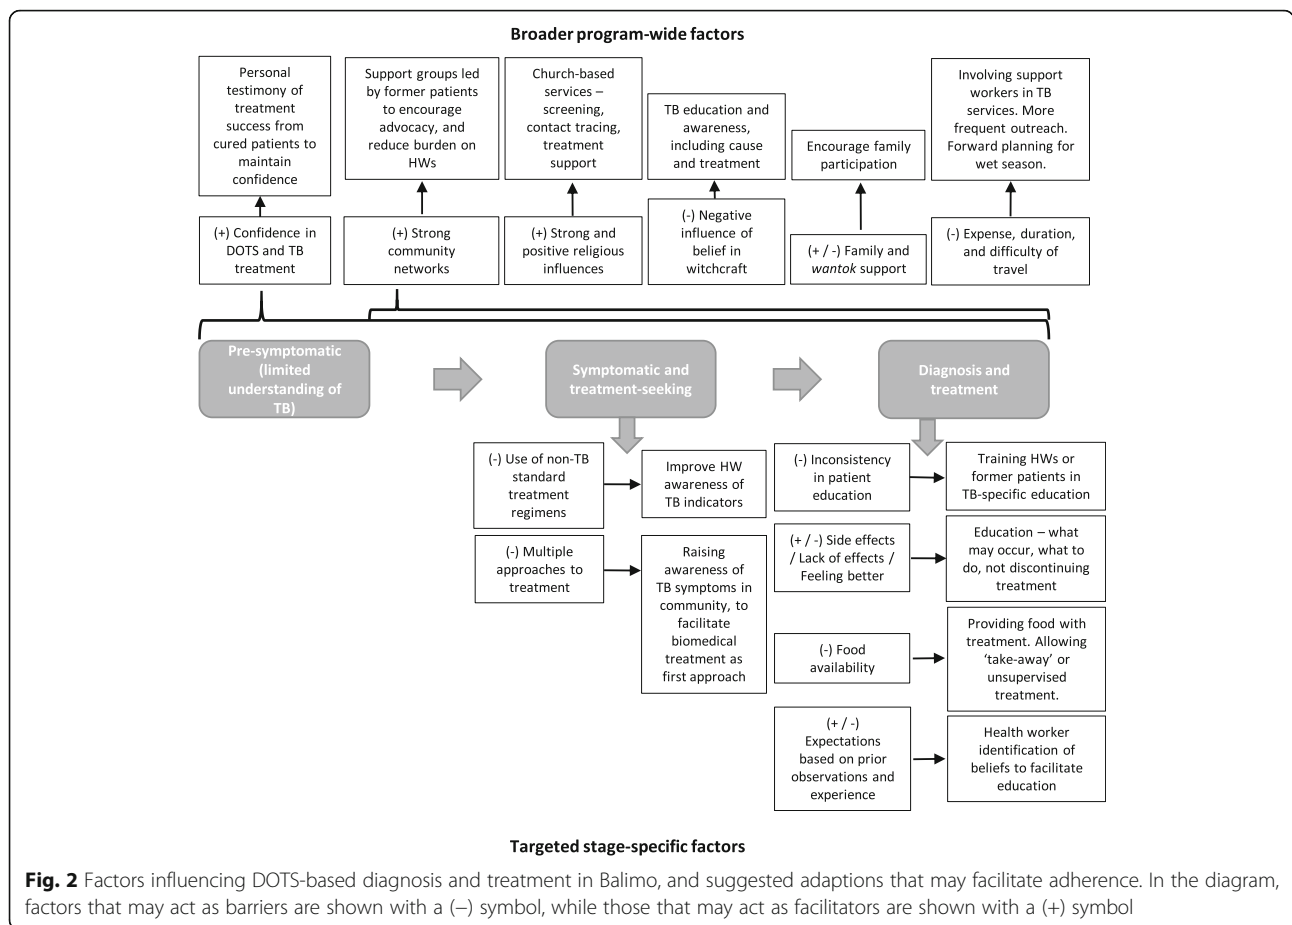 Broader program-wide factors
Personal
testimony of
treatment
success from
cured patients to
maintain
confidence
Support groups led
by former patients
to encourage
advocacy, and
reduce burden on
HWs
Church-based
services –
screening,
contact tracing,
treatment
support
TB education and
awareness,
including cause
and treatment
Encourage family
participation
Involving support
workers in TB
services. More
frequent outreach.
Forward planning for
wet season.
(+) Confidence in
DOTS and TB
treatment
(+) Strong
community
networks
(+) Strong and
positive religious
influences
(-) Negative
influence of
belief in
witchcraft
(+ / -) Family and
wantok support
(-) Expense, duration,
and difficulty of
travel
Pre-symptomatic
(limited
understanding of
TB)
Symptomatic and
treatment-seeking
Diagnosis and
treatment
(-) Use of non-TB
standard
treatment
regimens
Improve HW
awareness of
TB indicators
(-) Multiple
approaches to
treatment
Raising
awareness of
TB symptoms in
community, to
facilitate
biomedical
treatment as
first approach
(-) Inconsistency
in patient
education
Training HWs or
former patients in
TB-specific education
(+ / -) Side effects
/ Lack of effects /
Feeling better
Education – what
may occur, what to
do, not discontinuing
treatment
(-) Food
availability
Providing food with
treatment. Allowing
‘take-away’ or
unsupervised
treatment.
(+ / -)
Expectations
based on prior
observations and
experience
Health worker
identification of
beliefs to facilitate
education
Targeted stage-specific factors
Fig. 2 Factors influencing DOTS-based diagnosis and treatment in Balimo, and suggested adaptions that may facilitate adherence. In the diagram,
factors that may act as barriers are shown with a (−) symbol, while those that may act as facilitators are shown with a (+) symbol